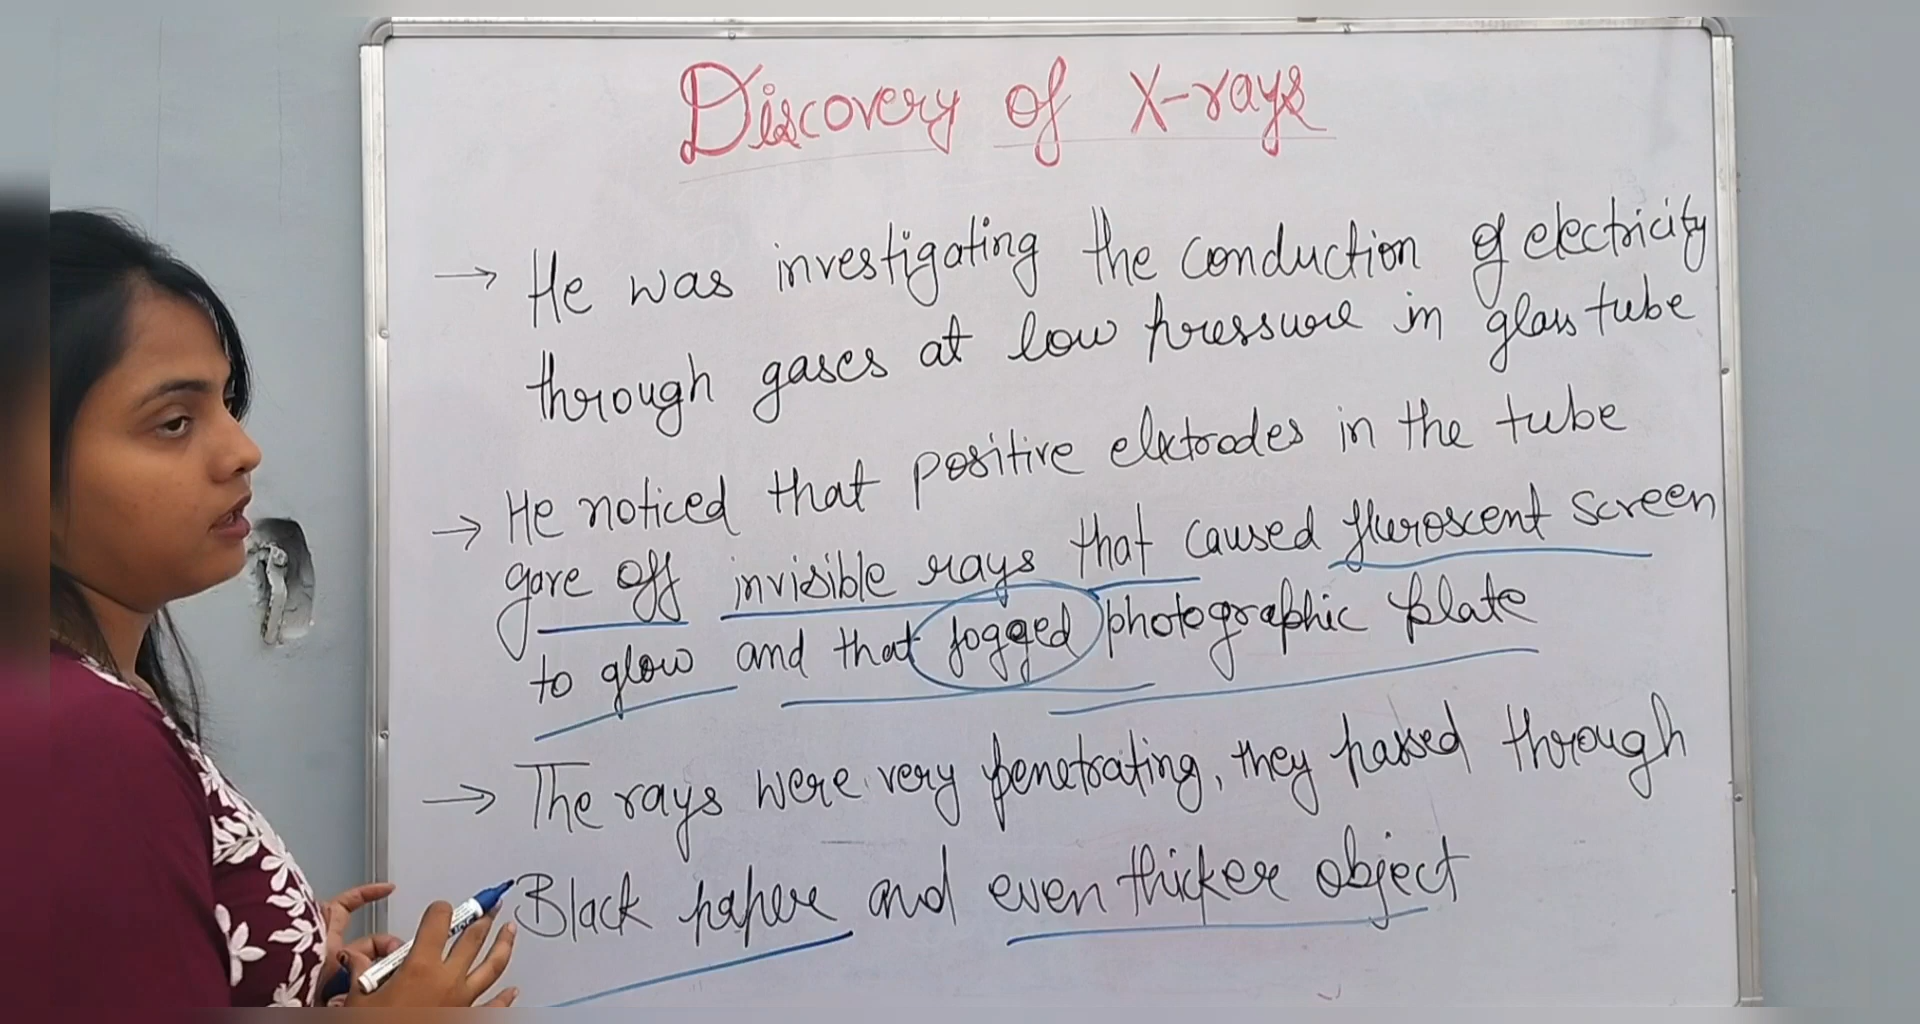 Discovery of X-rays
→ He was investigating the conduction of electricity
through gases at low pressure in glass tube
→ He noticed that positive electrodes in the tube
gave off invisible rays that caused fluroscent screen
to glow and that fogged photographic plate
→ The rays were very penetrating, they passed through
Black paper and even thicker object